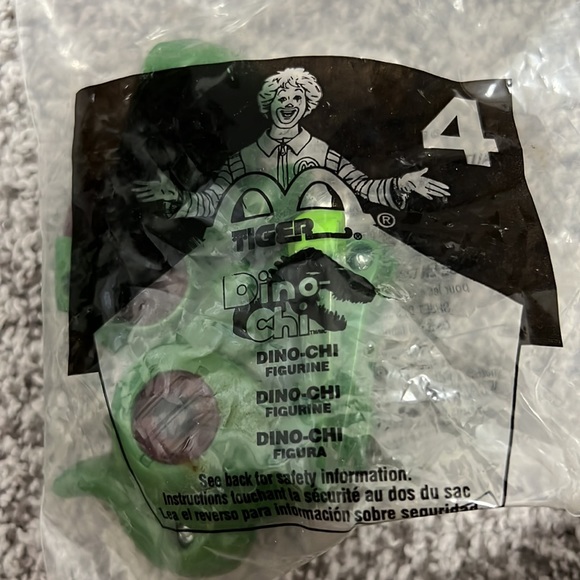 4
®
TIGER®
Dino-
Chi™
DINO-CHI
FIGURINE
DINO-CHI
FIGURINE
DINO-CHI
FIGURA
See back for safety information.
Instructions touchant la sécurité au dos du sac
Lea el reverso para información sobre seguridad